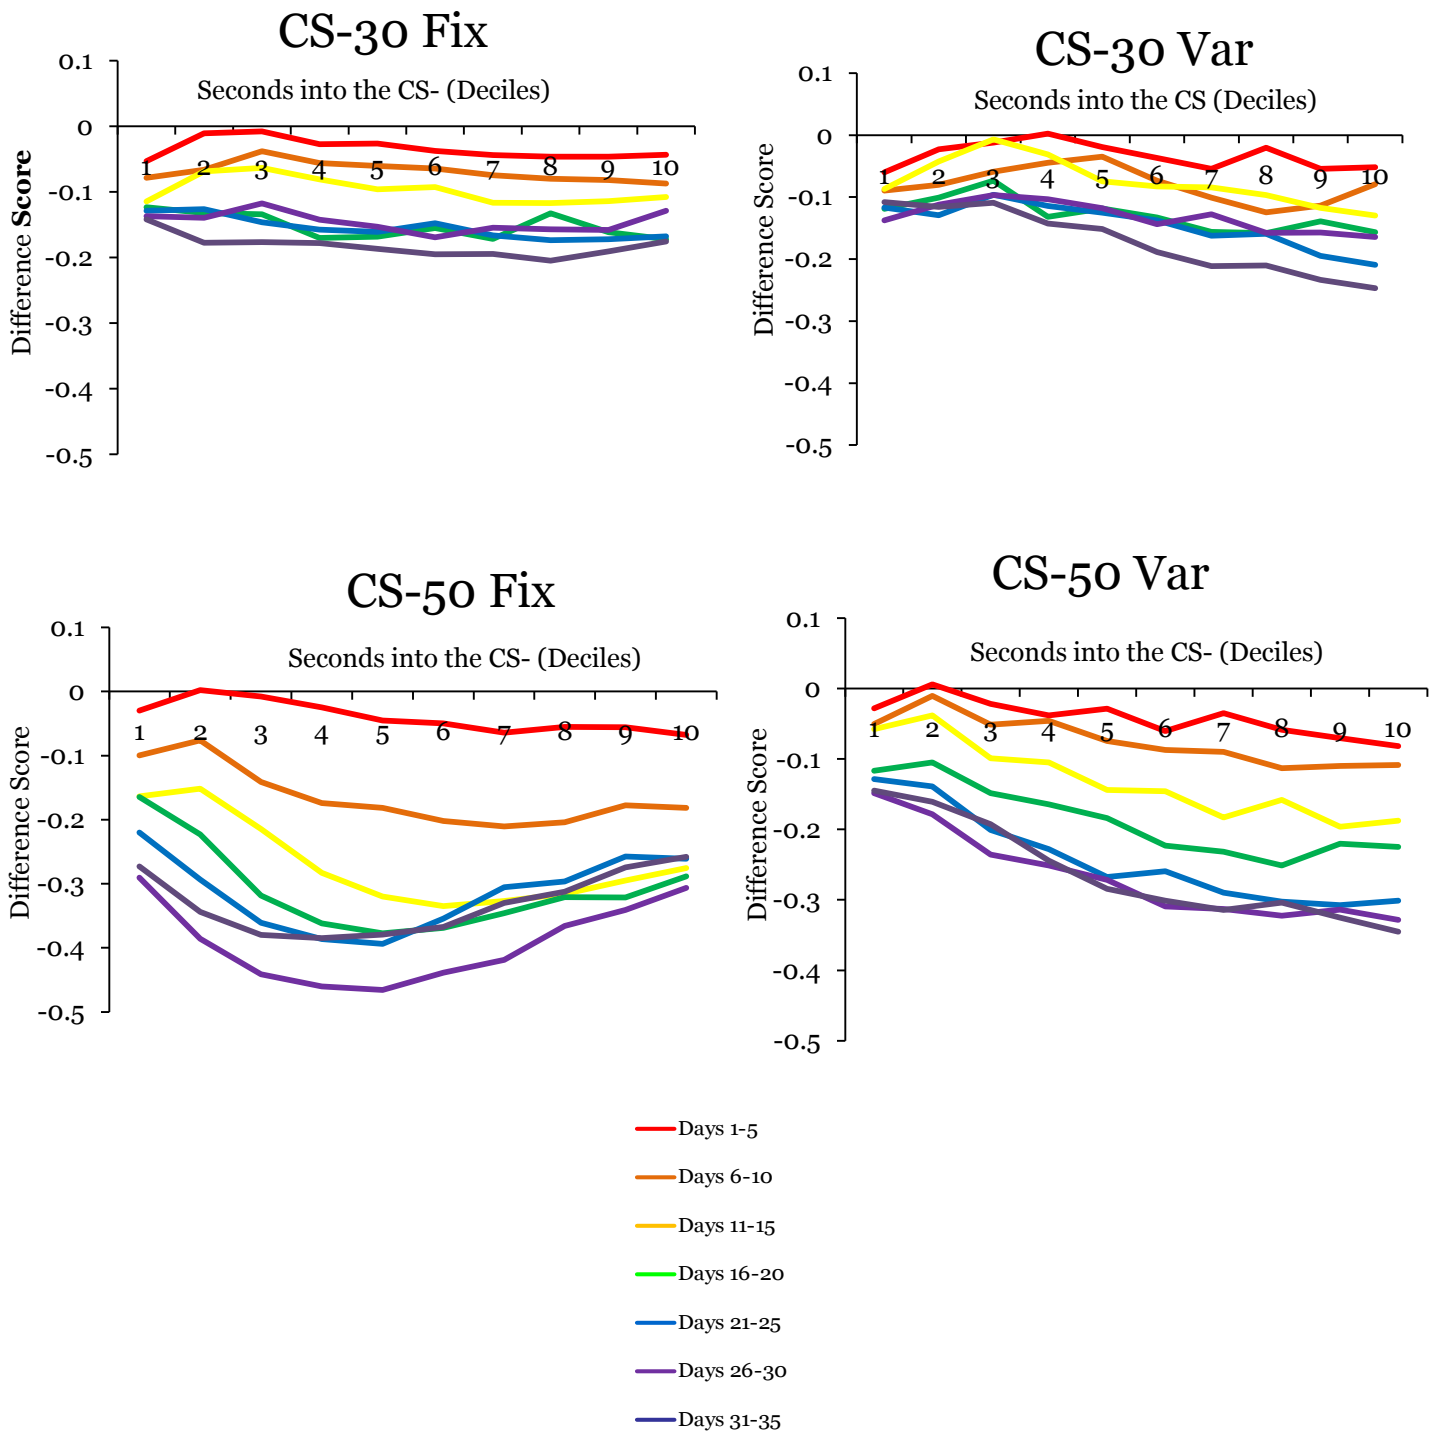 CS-30 Fix
Seconds into the CS- (Deciles)
0.1
0
-0.1
-0.2
-0.3
-0.4
-0.5
Difference Score
1 2 3 4 5 6 7 8 9 10
CS-30 Var
Seconds into the CS (Deciles)
0.1
0
-0.1
-0.2
-0.3
-0.4
-0.5
Difference Score
1 2 3 4 5 6 7 8 9 10
CS-50 Fix
Seconds into the CS- (Deciles)
0.1
0
-0.1
-0.2
-0.3
-0.4
-0.5
Difference Score
1 2 3 4 5 6 7 8 9 10
CS-50 Var
Seconds into the CS- (Deciles)
0.1
0
-0.1
-0.2
-0.3
-0.4
-0.5
Difference Score
1 2 3 4 5 6 7 8 9 10
Days 1-5
Days 6-10
Days 11-15
Days 16-20
Days 21-25
Days 26-30
Days 31-35